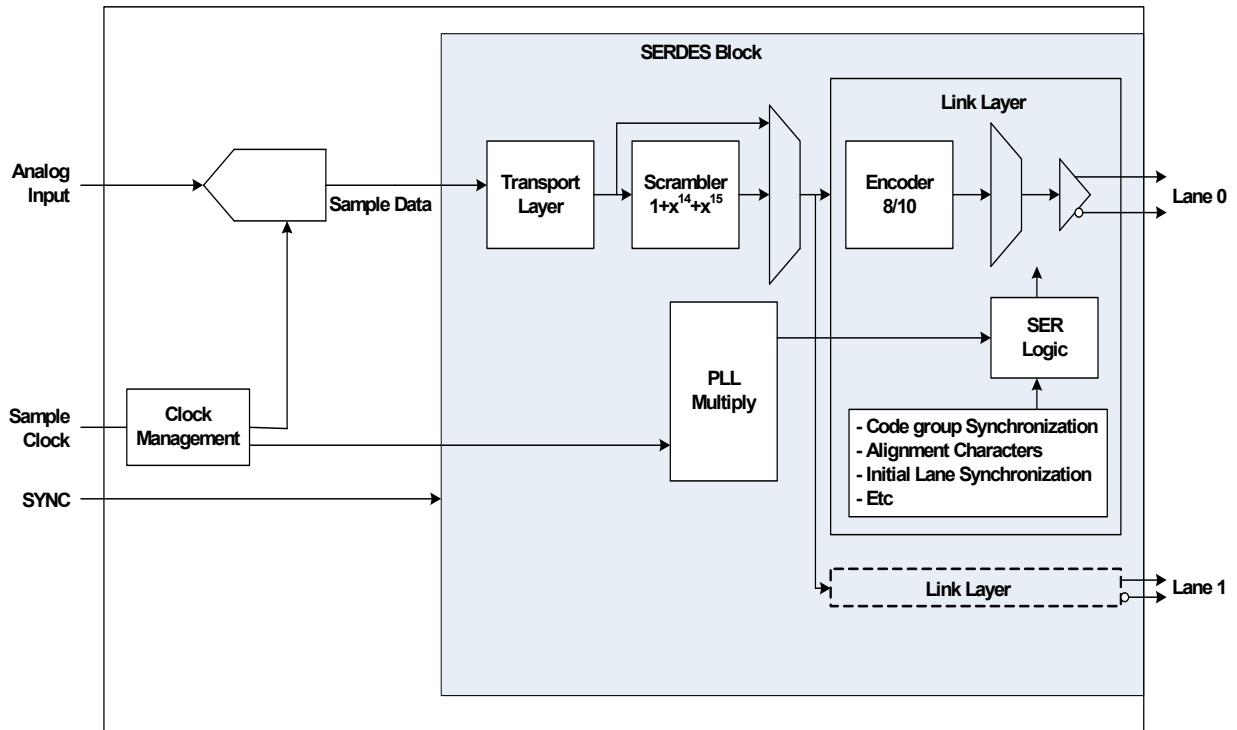 SERDES Block
Link Layer
Analog
Input
Sample Data
Transport
Layer
Scrambler
1+x^14+x^15
Encoder
8/10
Lane 0
SER
Logic
PLL
Multiply
Sample
Clock
Clock
Management
- Code group Synchronization
- Alignment Characters
- Initial Lane Synchronization
- Etc
SYNC
Link Layer
Lane 1